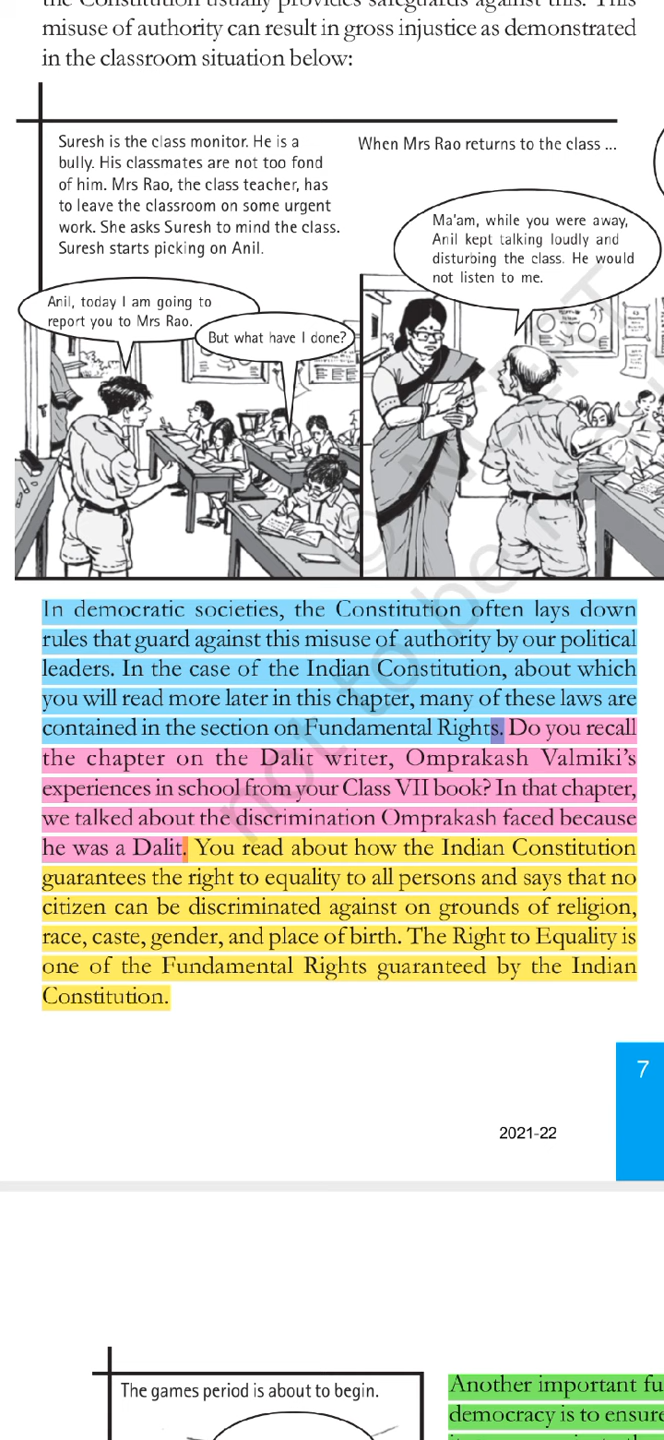 the Constitution usually provides safeguards against this. This
misuse of authority can result in gross injustice as demonstrated
in the classroom situation below:
Suresh is the class monitor. He is a
bully. His classmates are not too fond
of him. Mrs Rao, the class teacher, has
to leave the classroom on some urgent
work. She asks Suresh to mind the class.
Suresh starts picking on Anil.
When Mrs Rao returns to the class ...
Anil, today I am going to
report you to Mrs Rao.
But what have I done?
Ma'am, while you were away,
Anil kept talking loudly and
disturbing the class. He would
not listen to me.
In democratic societies, the Constitution often lays down
rules that guard against this misuse of authority by our political
leaders. In the case of the Indian Constitution, about which
you will read more later in this chapter, many of these laws are
contained in the section on Fundamental Rights. Do you recall
the chapter on the Dalit writer, Omprakash Valmiki's
experiences in school from your Class VII book? In that chapter,
we talked about the discrimination Omprakash faced because
he was a Dalit. You read about how the Indian Constitution
guarantees the right to equality to all persons and says that no
citizen can be discriminated against on grounds of religion,
race, caste, gender, and place of birth. The Right to Equality is
one of the Fundamental Rights guaranteed by the Indian
Constitution.
7
2021-22
The games period is about to begin.
Another important fu
democracy is to ensure